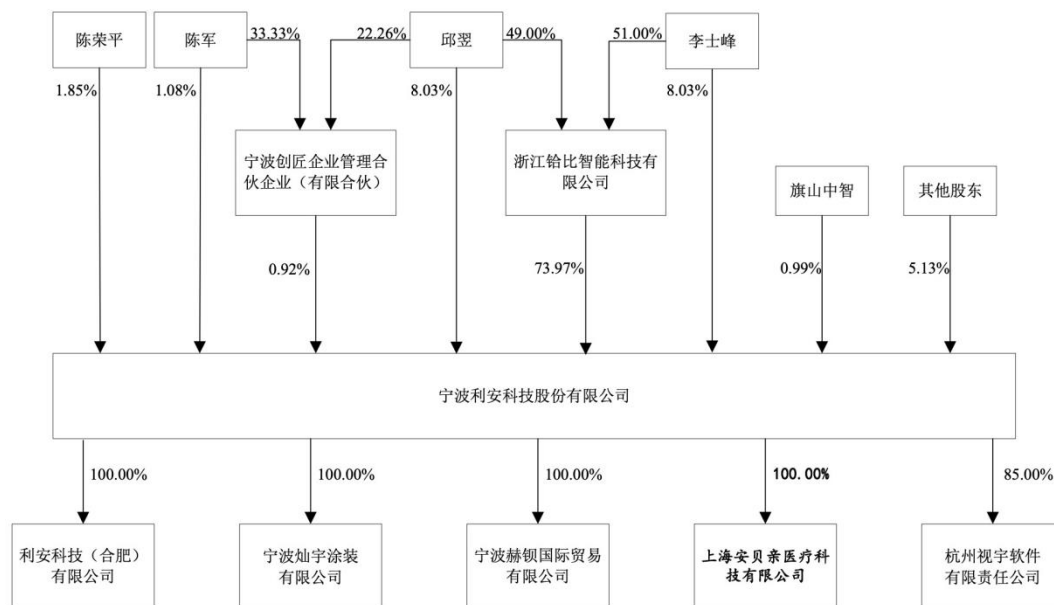 陈荣平
陈军
33.33%
22.26%
邱翌
49.00%
51.00%
李士峰
1.85%
1.08%
8.03%
8.03%
宁波创匠企业管理合
伙企业（有限合伙）
浙江铪比智能科技有
限公司
旗山中智
其他股东
0.92%
73.97%
0.99%
5.13%
宁波利安科技股份有限公司
100.00%
100.00%
100.00%
100.00%
85.00%
利安科技（合肥）
有限公司
宁波灿宇涂装
有限公司
宁波赫钡国际贸易
有限公司
上海安贝亲医疗科
技有限公司
杭州视宇软件
有限责任公司